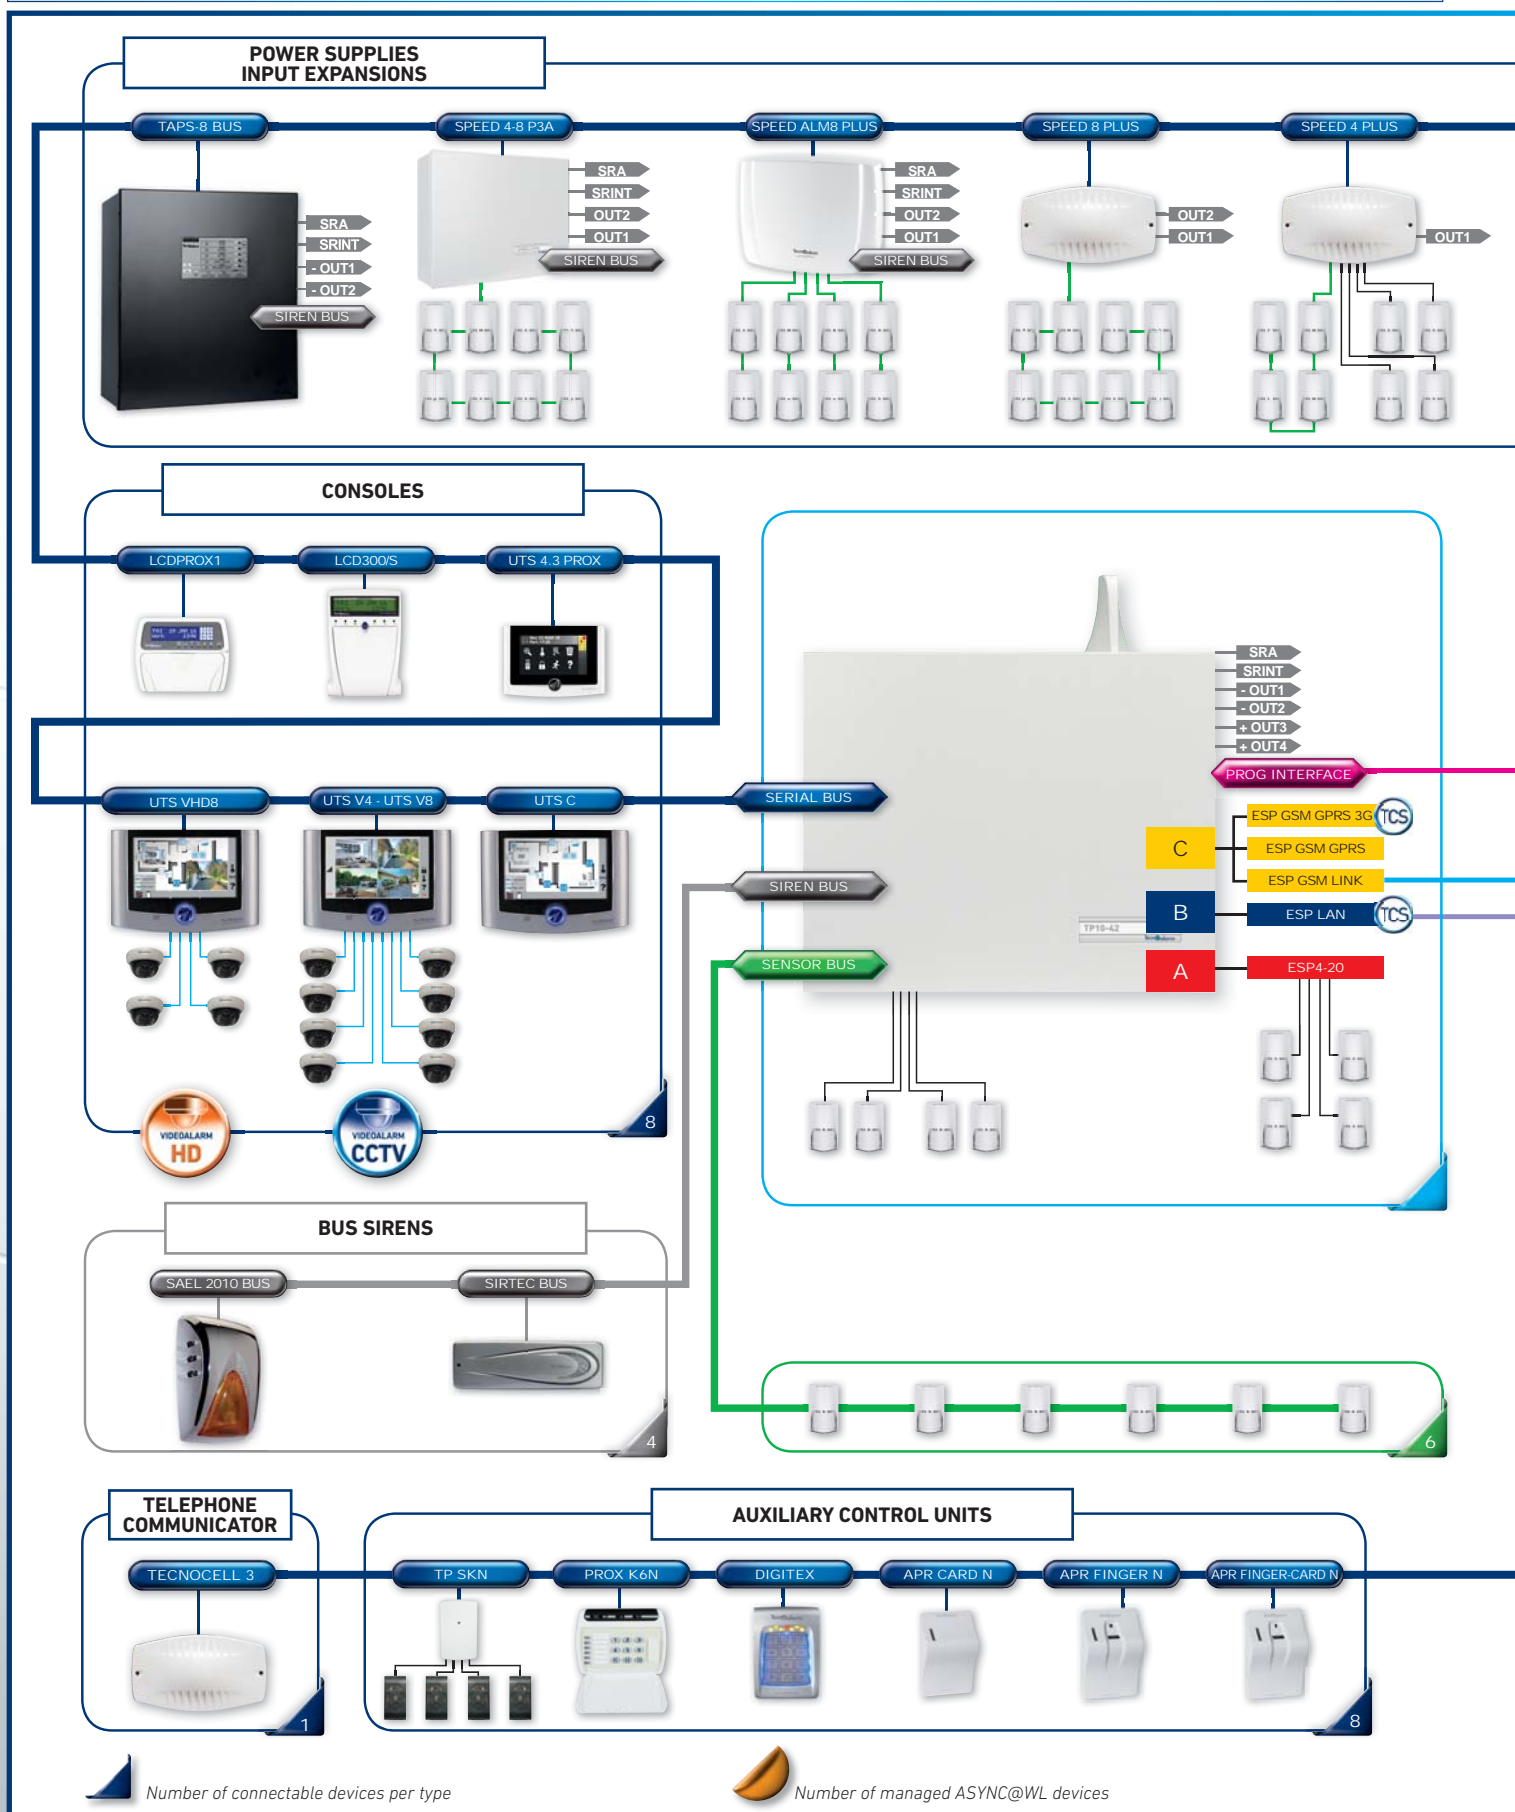 POWER SUPPLIES
INPUT EXPANSIONS
TAPS-8 BUS
SPEED 4-8 P3A
SPEED ALM8 PLUS
SPEED 8 PLUS
SPEED 4 PLUS
SRA
SRINT
- OUT1
- OUT2
SIREN BUS
SRA
SRINT
OUT2
OUT1
SIREN BUS
SRA
SRINT
OUT2
OUT1
SIREN BUS
OUT2
OUT1
OUT1
CONSOLES
LCDPROX1
LCD300/S
UTS 4.3 PROX
UTS VHD8
UTS V4 - UTS V8
UTS C
VIDEOALARM
HD
VIDEOALARM
CCTV
8
SERIAL BUS
SIREN BUS
SENSOR BUS
TP10-42
SRA
SRINT
- OUT1
- OUT2
+ OUT3
+ OUT4
PROG INTERFACE
C
ESP GSM GPRS 3G
TCS
ESP GSM GPRS
ESP GSM LINK
B
ESP LAN
TCS
A
ESP4-20
BUS SIRENS
SAEL 2010 BUS
SIRTEC BUS
4
6
TELEPHONE
COMMUNICATOR
TECNOCELL 3
1
AUXILIARY CONTROL UNITS
TP SKN
PROX K6N
DIGITEX
APR CARD N
APR FINGER N
APR FINGER-CARD N
8
Number of connectable devices per type
Number of managed ASYNC@WL devices